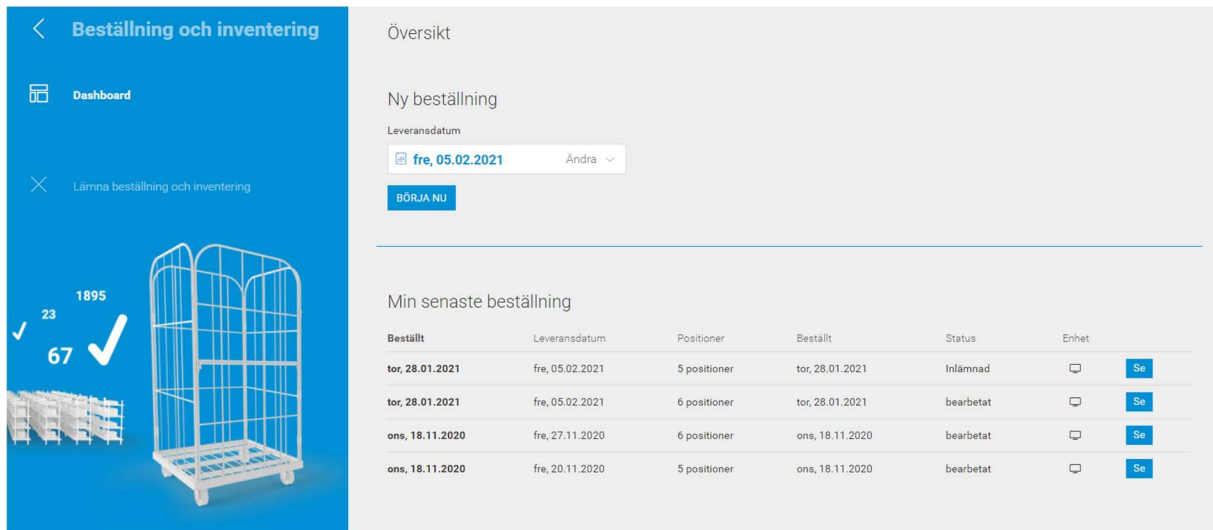 Beställning och inventering
Dashboard
Lämna beställning och inventering
1895
23
67
Översikt
Ny beställning
Leveransdatum
fre, 05.02.2021 Ändra
BÖRJA NU
Min senaste beställning
Beställt Leveransdatum Positioner Beställt Status Enhet
tor, 28.01.2021 fre, 05.02.2021 5 positioner tor, 28.01.2021 Inlämnad Se
tor, 28.01.2021 fre, 05.02.2021 6 positioner tor, 28.01.2021 bearbetat Se
ons, 18.11.2020 fre, 27.11.2020 6 positioner ons, 18.11.2020 bearbetat Se
ons, 18.11.2020 fre, 20.11.2020 5 positioner ons, 18.11.2020 bearbetat Se